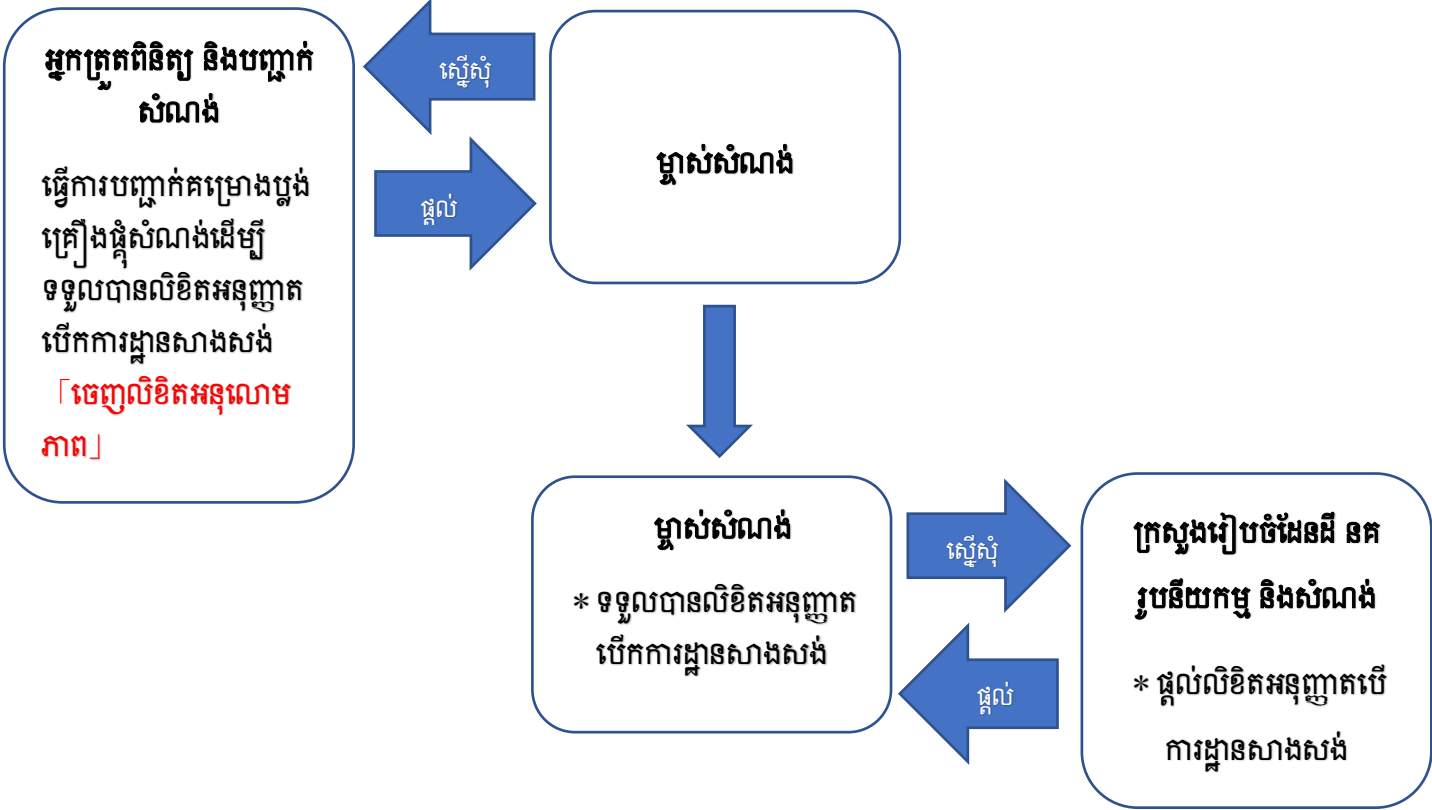 អ្នកត្រួតពិនិត្យ និងបញ្ជាក់
សំណង់
ធ្វើការបញ្ជាក់គម្រោងប្លង់
គ្រឿងផ្គុំសំណង់ដើម្បី
ទទួលបានលិខិតអនុញ្ញាត
បើកការដ្ឋានសាងសង់
「ចេញលិខិតអនុលោម
ភាព」
ស្នើសុំ
ផ្តល់
ម្ចាស់សំណង់
ម្ចាស់សំណង់
* ទទួលបានលិខិតអនុញ្ញាត
បើកការដ្ឋានសាងសង់
ស្នើសុំ
ផ្តល់
ក្រសួងរៀបចំដែនដី នគ
រូបនីយកម្ម និងសំណង់
* ផ្តល់លិខិតអនុញ្ញាតបើ
ការដ្ឋានសាងសង់